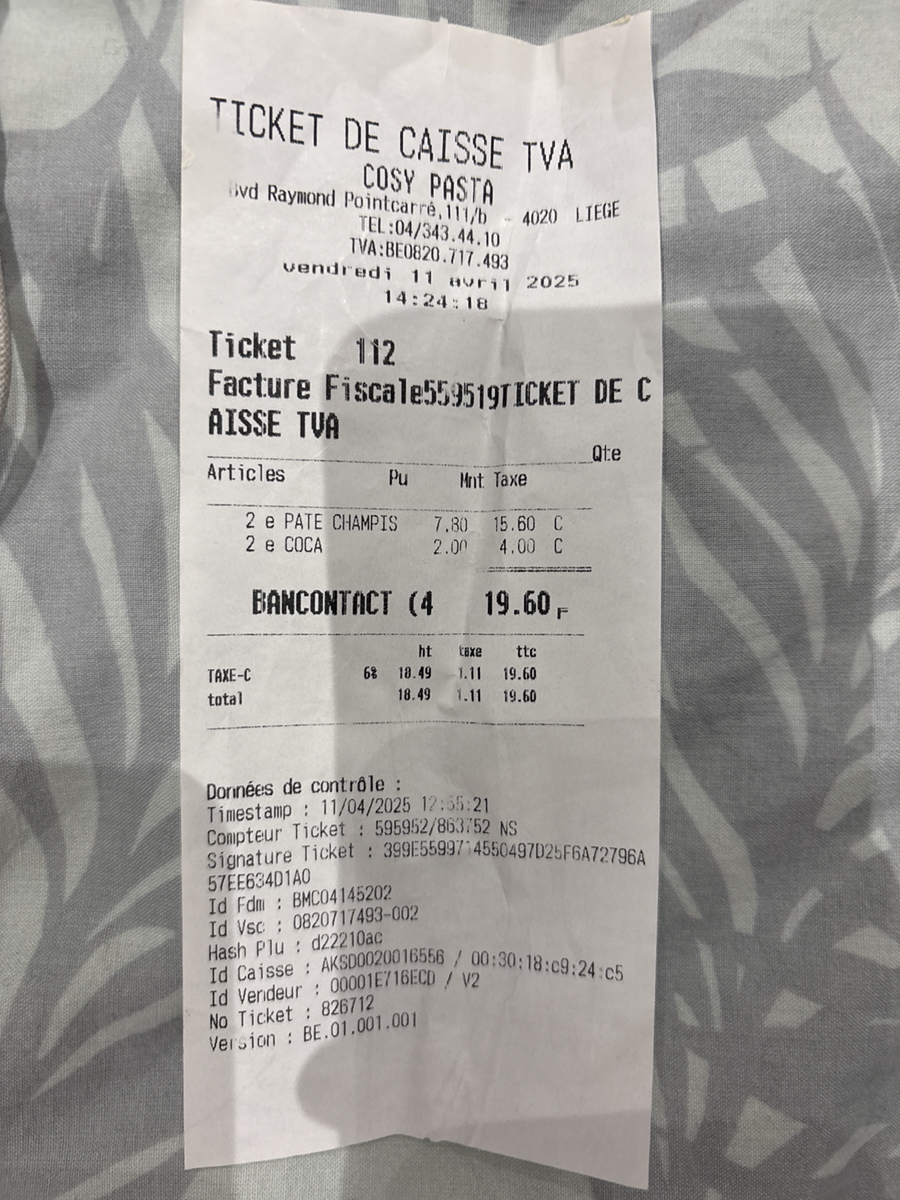 TICKET DE CAISSE TVA
COSY PASTA
Bvd Raymond Pointcarré,111/b - 4020 LIEGE
TEL:04/343.44.10
TVA:BE0820.717.493
vendredi 11 avril 2025
14:24:18
Ticket 112
Facture Fiscale559519TICKET DE C
AISSE TVA
Qte
Articles Pu Mnt Taxe
2 e PATE CHAMPIS 7.80 15.60 C
2 e COCA 2.00 4.00 C
BANCONTACT (4 19.60 F
ht taxe ttc
TAXE-C 6% 18.49 1.11 19.60
total 18.49 1.11 19.60
Données de contrôle :
Timestamp : 11/04/2025 12:55:21
Compteur Ticket : 595952/863752 NS
Signature Ticket :
57EE634D1A0
Id Fdm : BMC04145202
Id Vsc : 0820717493-002
Hash Plu : d22210ac
Id Caisse : AKSD0020016556 / 00:30:18:c9:24:c5
Id Vendeur : 00001E716ECD / V2
No Ticket : 826712
Version : BE.01.001.001